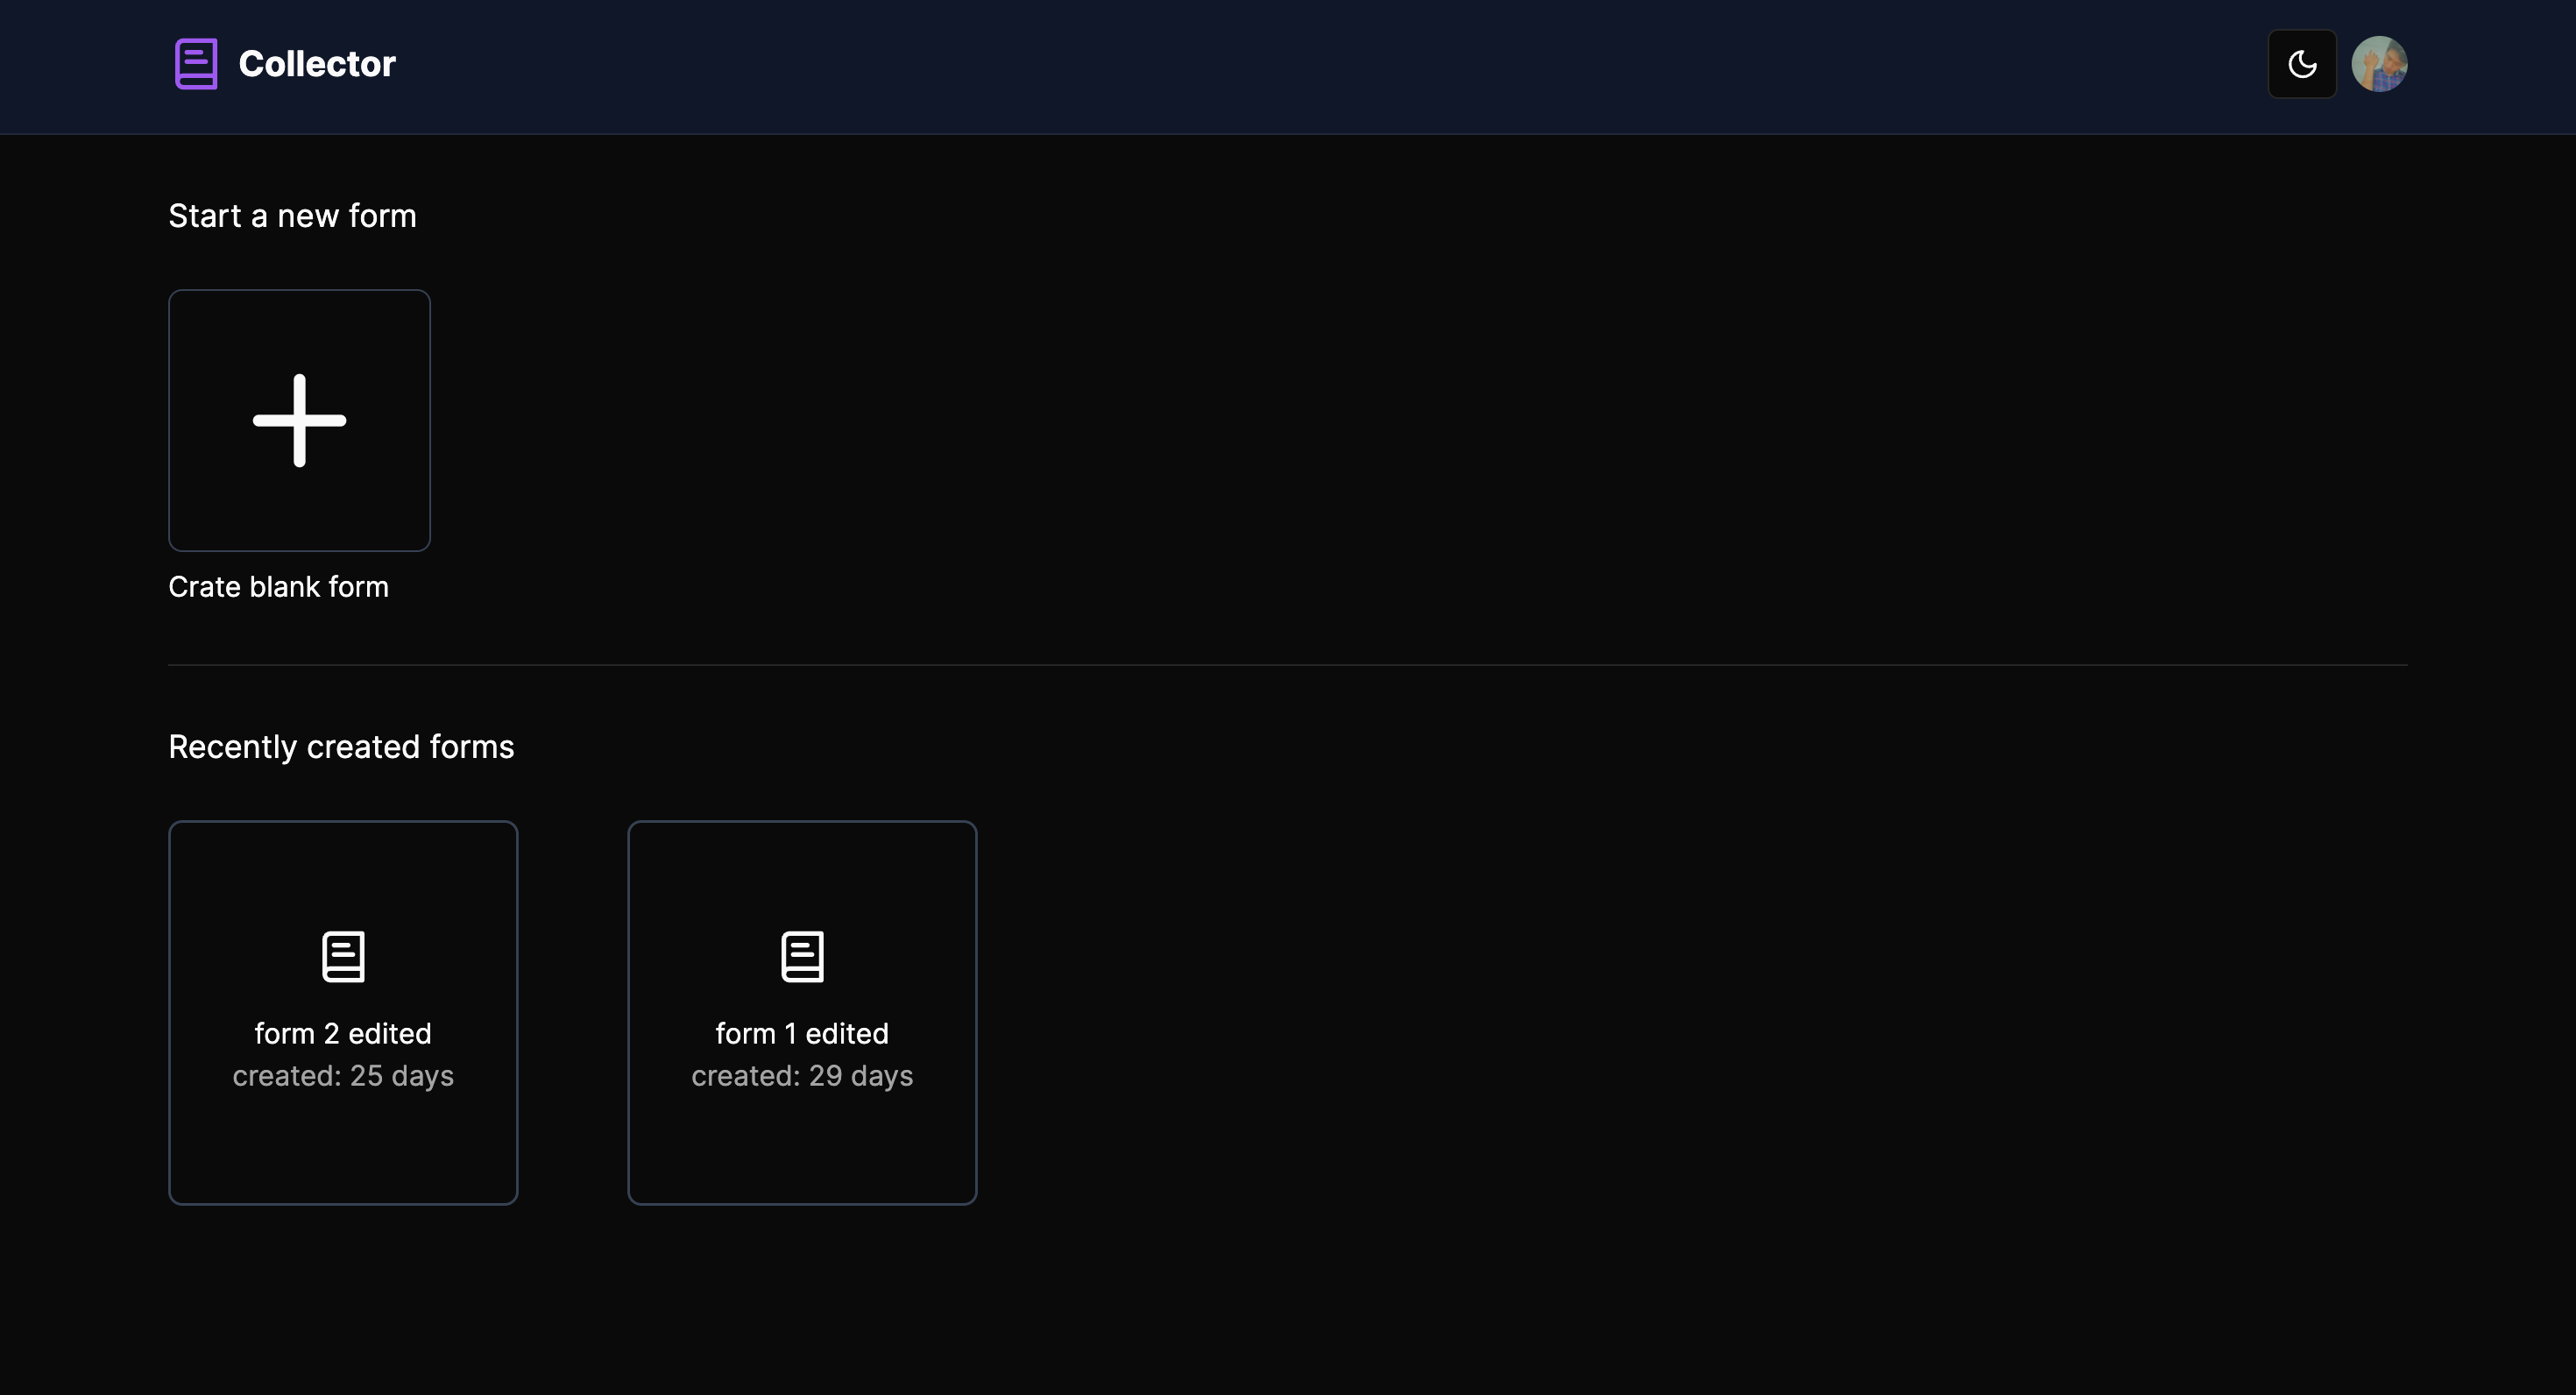 Collector
Start a new form
Crate blank form
Recently created forms
form 2 edited
created: 25 days
form 1 edited
created: 29 days